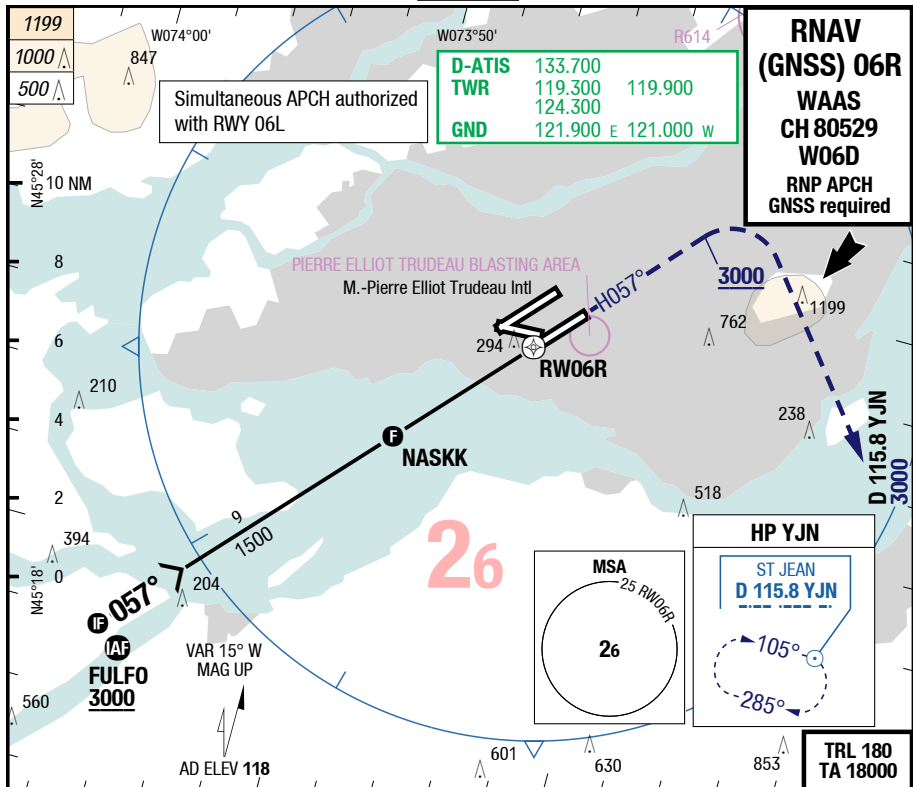 1199
1000
500
847
W074°00'
W073°50'
R614
Simultaneous APCH authorized
with RWY 06L
D-ATIS 133.700
TWR 119.300 119.900
124.300
GND 121.900 E 121.000 W
RNAV
(GNSS) 06R
WAAS
CH 80529
W06D
RNP APCH
GNSS required
N45°28'
10 NM
8
6
4
2
0
N45°18'
PIERRE ELLIOT TRUDEAU BLASTING AREA
M.-Pierre Elliot Trudeau Intl
H057°
3000
1199
762
294
RW06R
210
238
F
NASKK
D 115.8 YJN
3000
518
9
1500
394
204
26
IF
057°
IAF
FULFO
3000
560
VAR 15° W
MAG UP
AD ELEV 118
MSA
25 RW06R
26
HP YJN
ST JEAN
D 115.8 YJN
105°
285°
601
630
853
TRL 180
TA 18000